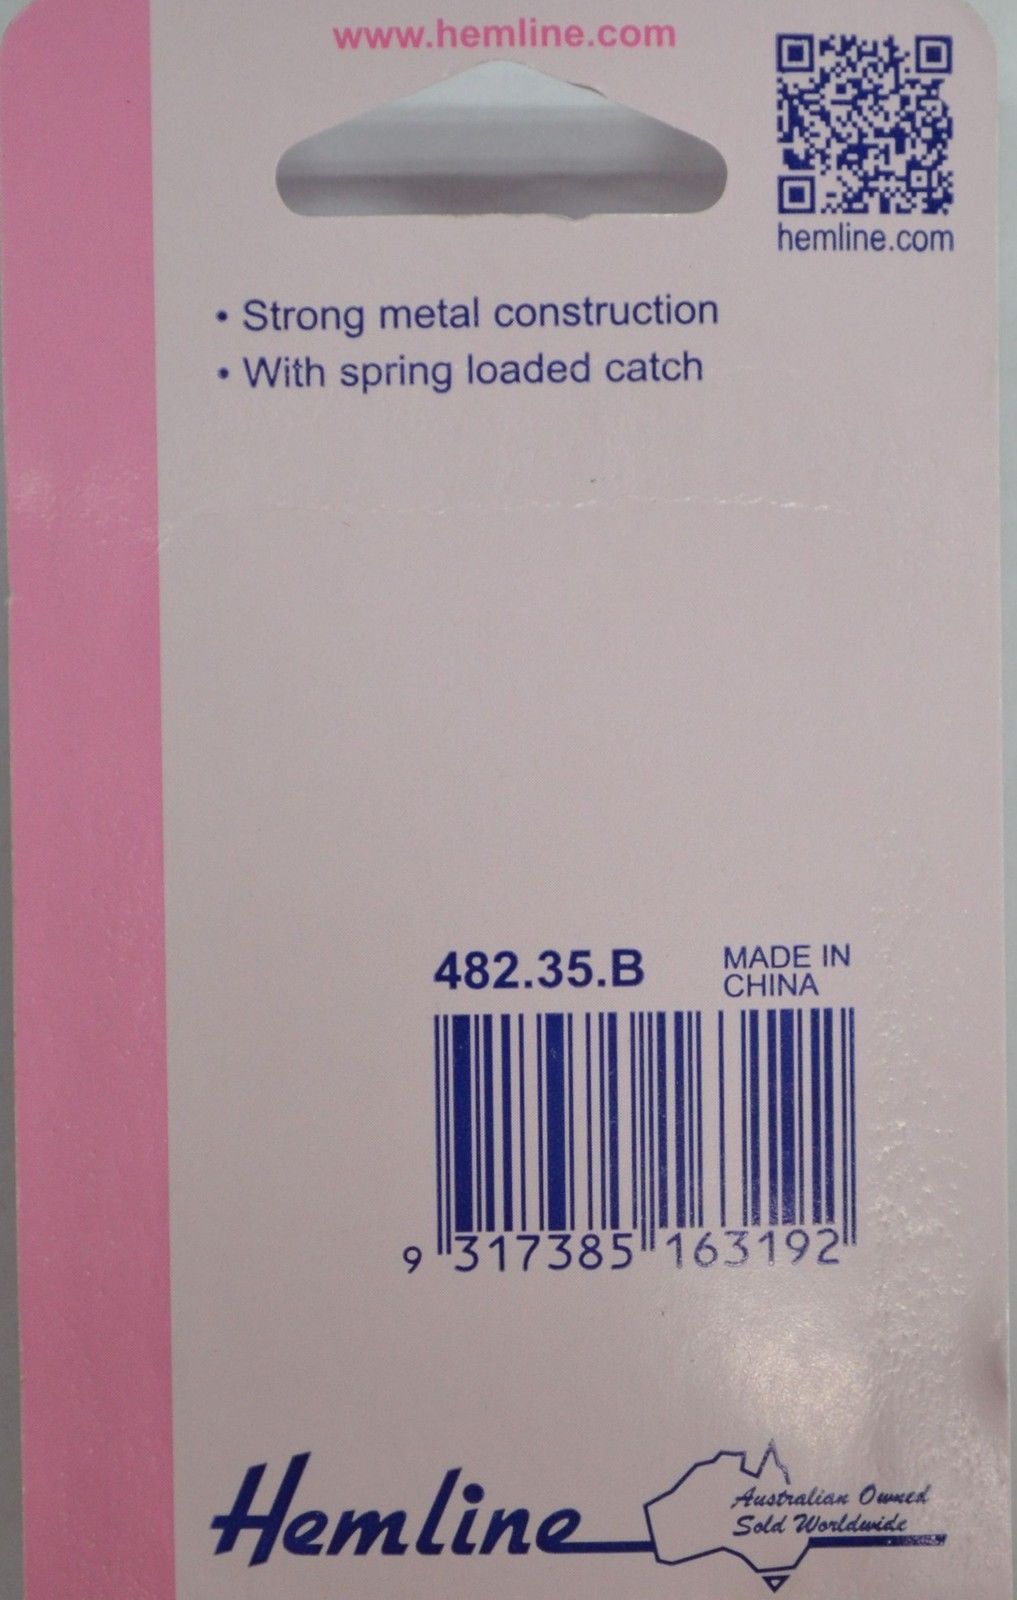 www.hemline.com
hemline.com
• Strong metal construction
• With spring loaded catch
482.35.B
MADE IN
CHINA
9 317385 163192
Hemline
Australian Owned
Sold Worldwide